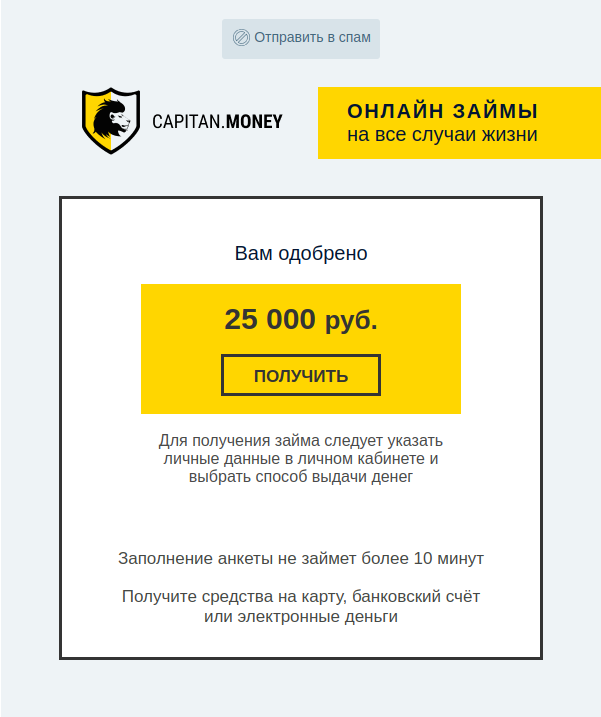 Отправить в спам
CAPITAN.MONEY
ОНЛАЙН ЗАЙМЫ
на все случаи жизни
Вам одобрено
25 000 руб.
ПОЛУЧИТЬ
Для получения займа следует указать
личные данные в личном кабинете и
выбрать способ выдачи денег
Заполнение анкеты не займет более 10 минут
Получите средства на карту, банковский счёт
или электронные деньги